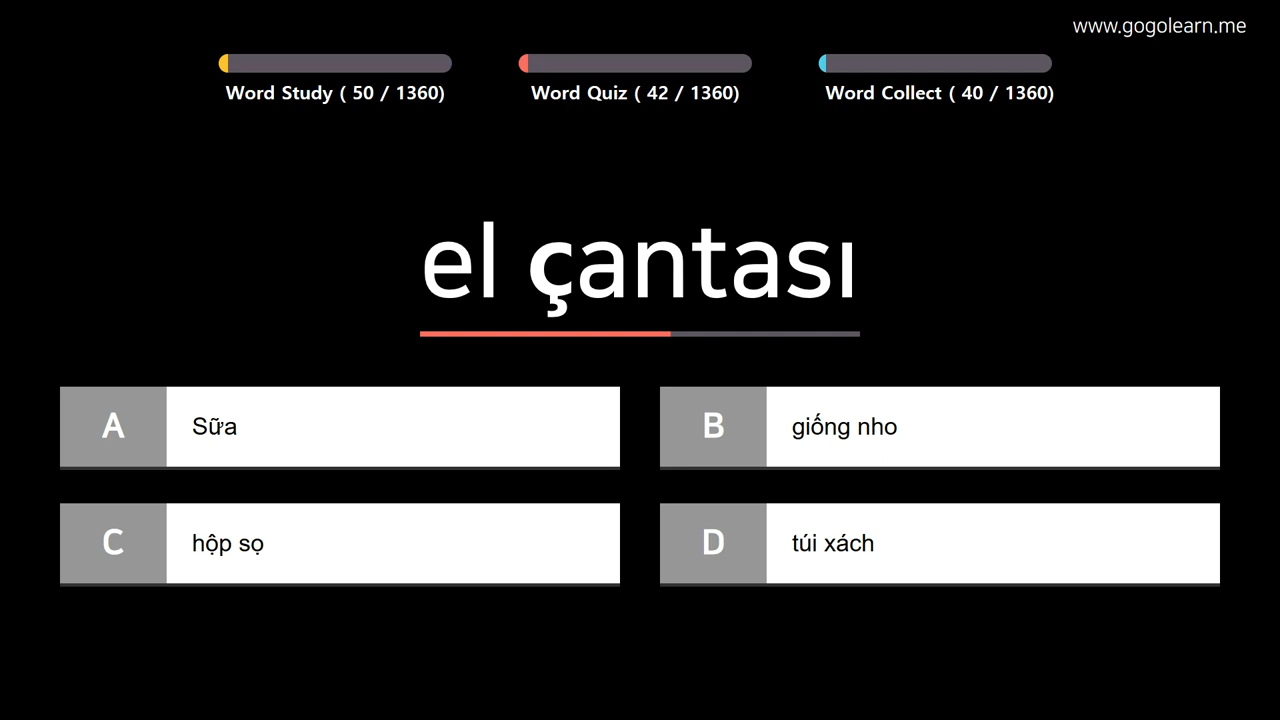 www.gogolearn.me
Word Study ( 50 / 1360)
Word Quiz ( 42 / 1360)
Word Collect ( 40 / 1360)
el çantası
A
Sữa
B
giống nho
C
hộp sọ
D
túi xách